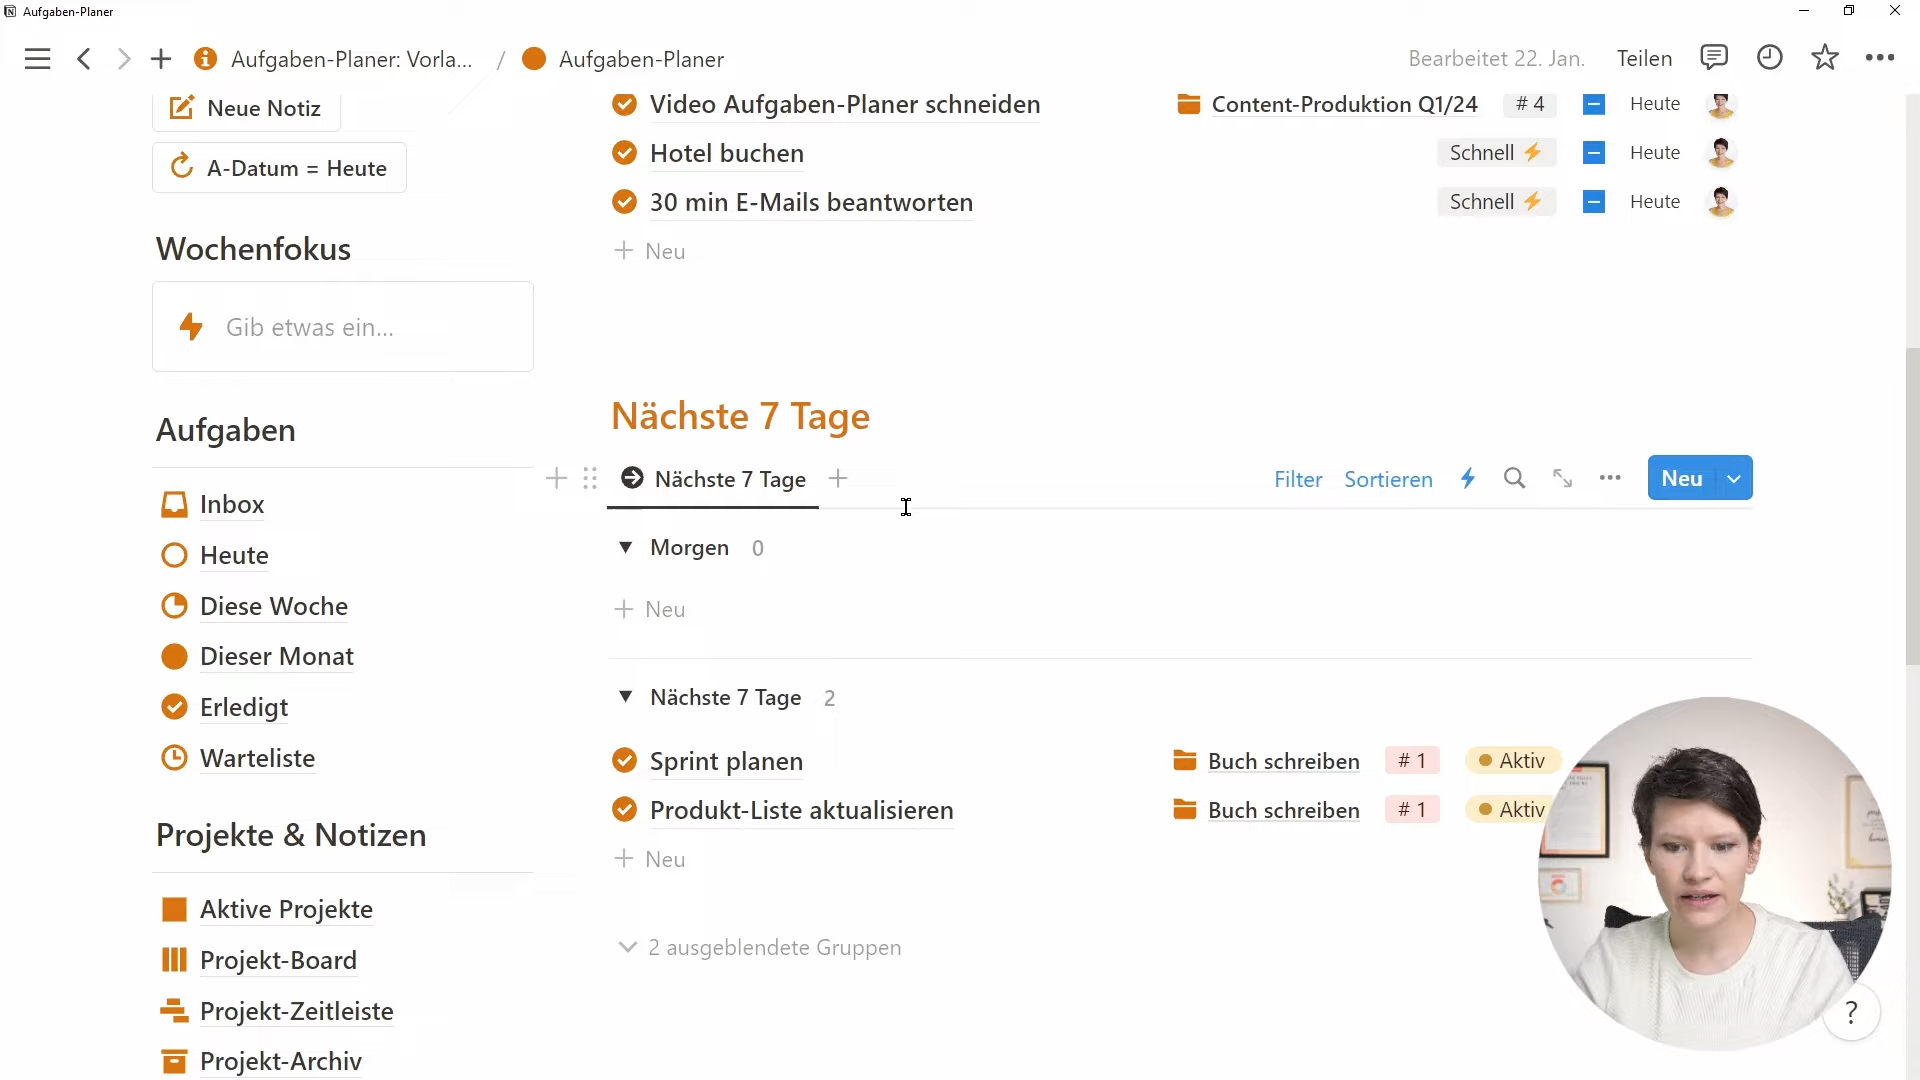 Aufgaben-Planer
Aufgaben-Planer: Vorla... / Aufgaben-Planer
Bearbeitet 22. Jan. Teilen
Neue Notiz
A-Datum = Heute
Wochenfokus
Gib etwas ein...
Aufgaben
Inbox
Heute
Diese Woche
Dieser Monat
Erledigt
Warteliste
Projekte & Notizen
Aktive Projekte
Projekt-Board
Projekt-Zeitleiste
Projekt-Archiv
Video Aufgaben-Planer schneiden Content-Produktion Q1/24 # 4 Heute
Hotel buchen Schnell ⚡ Heute
30 min E-Mails beantworten Schnell ⚡ Heute
+ Neu
Nächste 7 Tage
Nächste 7 Tage + Filter Sortieren Neu
Morgen 0
+ Neu
Nächste 7 Tage 2
Sprint planen Buch schreiben # 1 Aktiv
Produkt-Liste aktualisieren Buch schreiben # 1 Aktiv
+ Neu
2 ausgeblendete Gruppen
?